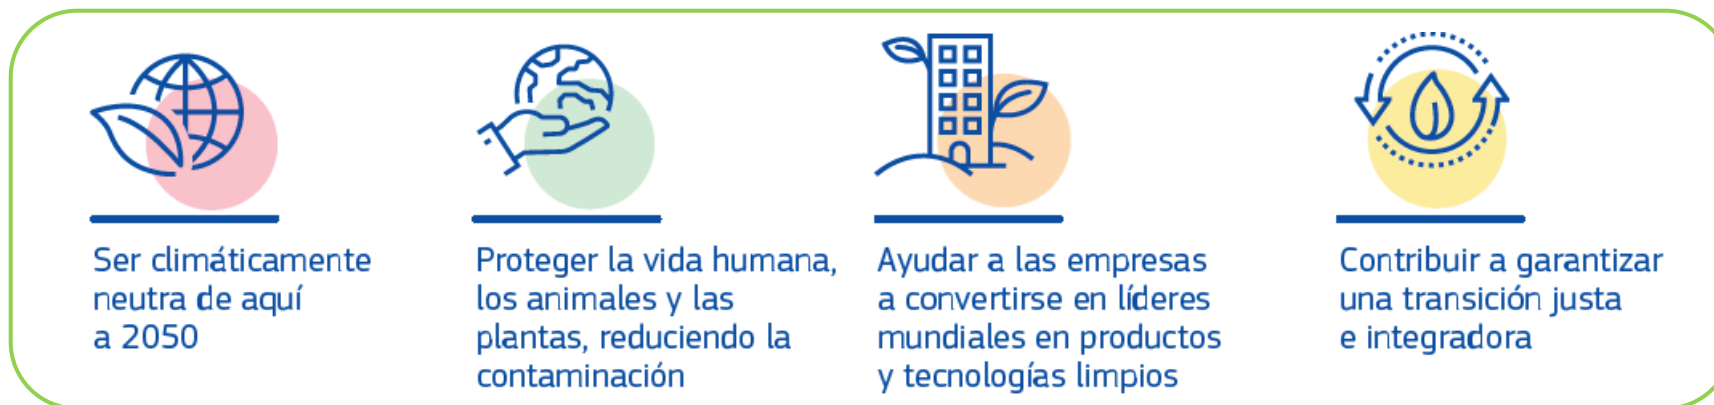 Ser climáticamente
neutra de aquí
a 2050
Proteger la vida humana,
los animales y las
plantas, reduciendo la
contaminación
Ayudar a las empresas
a convertirse en líderes
mundiales en productos
y tecnologías limpios
Contribuir a garantizar
una transición justa
e integradora